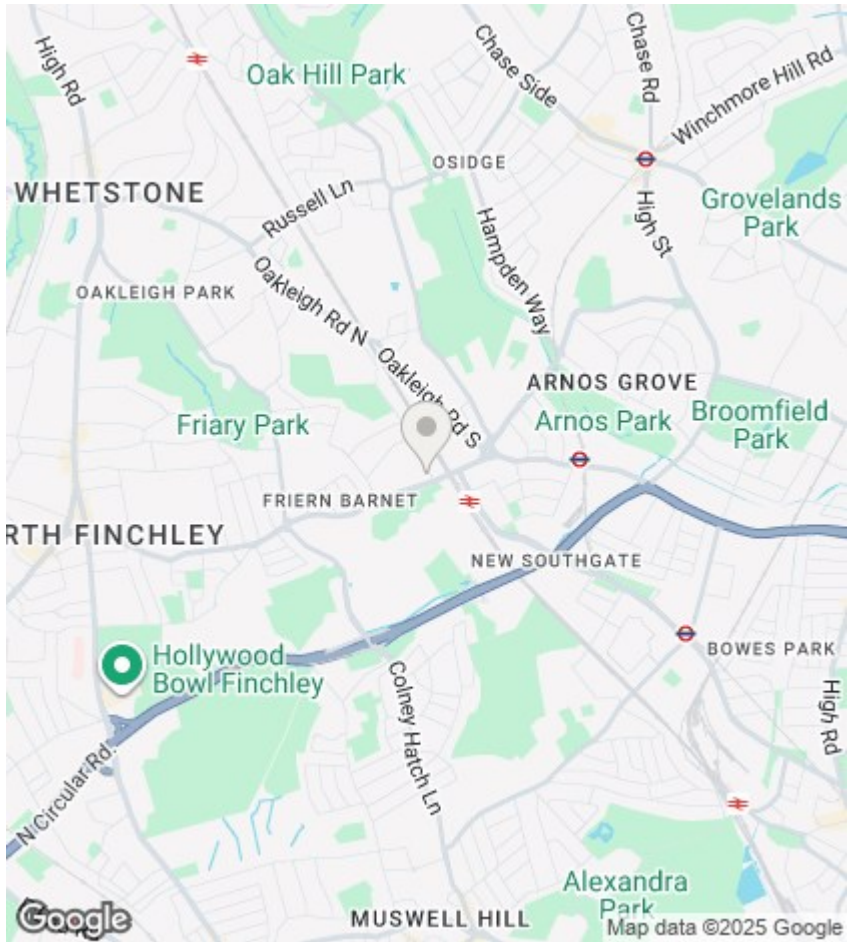 High Rd
Oak Hill Park
Chase Side
Chase Rd
Winchmore Hill Rd
OSIDGE
WHETSTONE
Russell Ln
High St
Grovelands
Park
Hampden Way
OAKLEIGH PARK
Oakleigh Rd N
Oakleigh Rd S
ARNOS GROVE
Friary Park
Arnos Park
Broomfield
Park
FRIERN BARNET
RTH FINCHLEY
NEW SOUTHGATE
Hollywood
Bowl Finchley
BOWES PARK
Colney Hatch Ln
High Rd
N Circular Rd.
Alexandra
Park
MUSWELL HILL
Google
Map data ©2025 Google